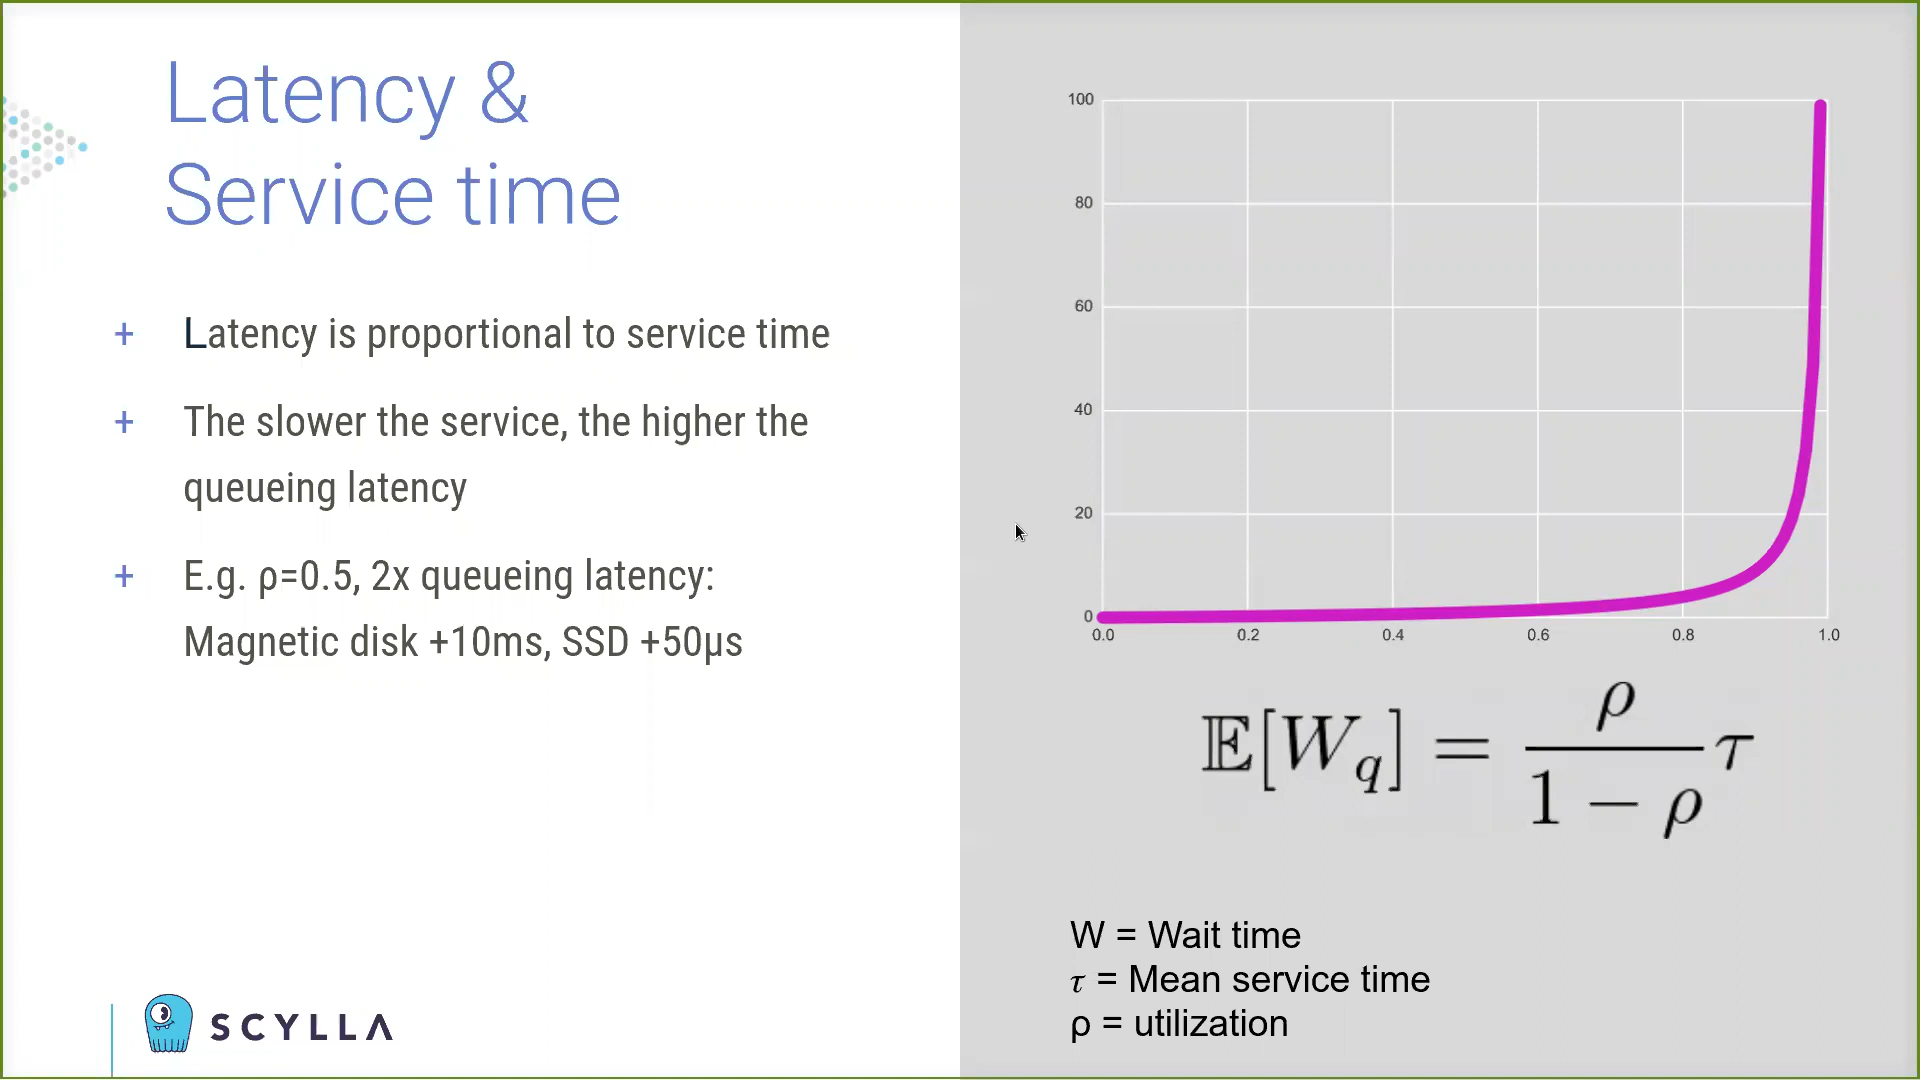 Latency &
Service time
+ Latency is proportional to service time
+ The slower the service, the higher the
queueing latency
+ E.g. ρ=0.5, 2x queueing latency:
Magnetic disk +10ms, SSD +50μs
SCYLLA
100
80
60
40
20
0
0.0 0.2 0.4 0.6 0.8 1.0
𝔼[W_q] = ρ / (1 − ρ) τ
W = Wait time
τ = Mean service time
ρ = utilization